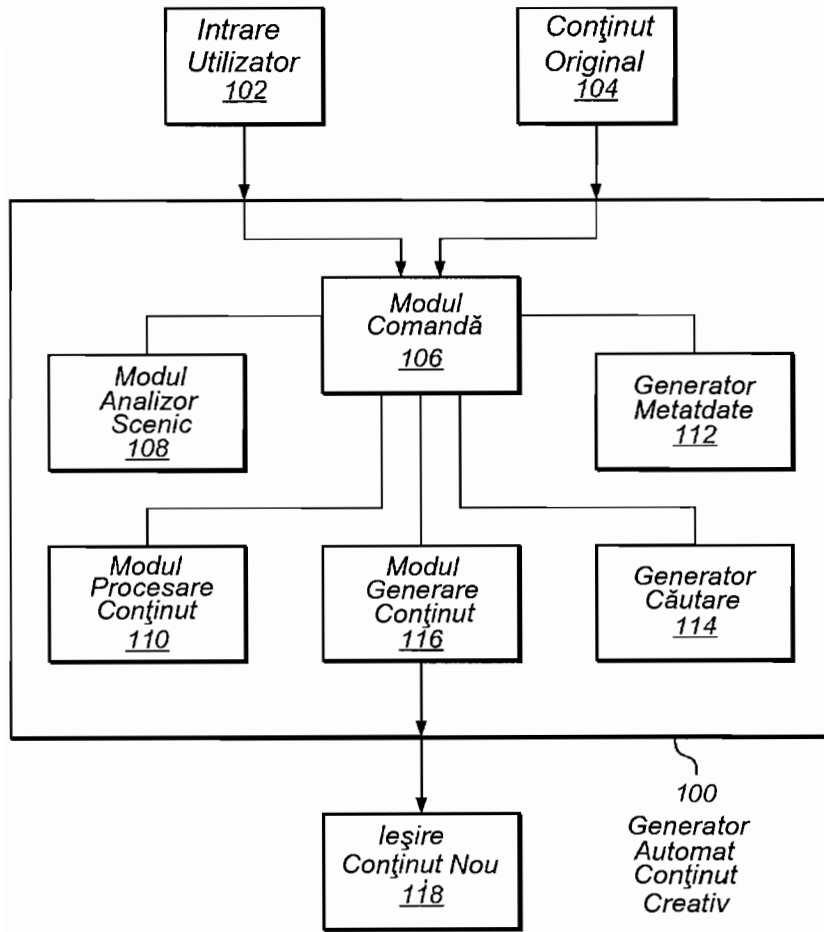 Intrare
Utilizator
102
Conţinut
Original
104
Modul
Comandă
106
Modul
Analizor
Scenic
108
Generator
Metatdate
112
Modul
Procesare
Conţinut
110
Modul
Generare
Conţinut
116
Generator
Căutare
114
100
Generator
Automat
Conţinut
Creativ
Ieşire
Conţinut Nou
118